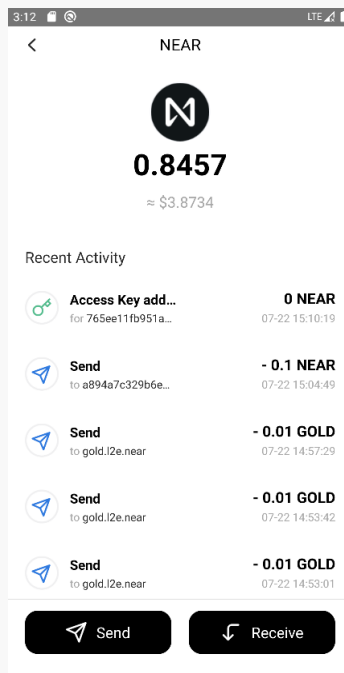 3:12
LTE
NEAR
0.8457
≈ $3.8734
Recent Activity
Access Key add... 0 NEAR
for 765ee11fb951a... 07-22 15:10:19
Send - 0.1 NEAR
to a894a7c329b6e... 07-22 15:04:49
Send - 0.01 GOLD
to gold.l2e.near 07-22 14:57:29
Send - 0.01 GOLD
to gold.l2e.near 07-22 14:53:42
Send - 0.01 GOLD
to gold.l2e.near 07-22 14:53:01
Send
Receive